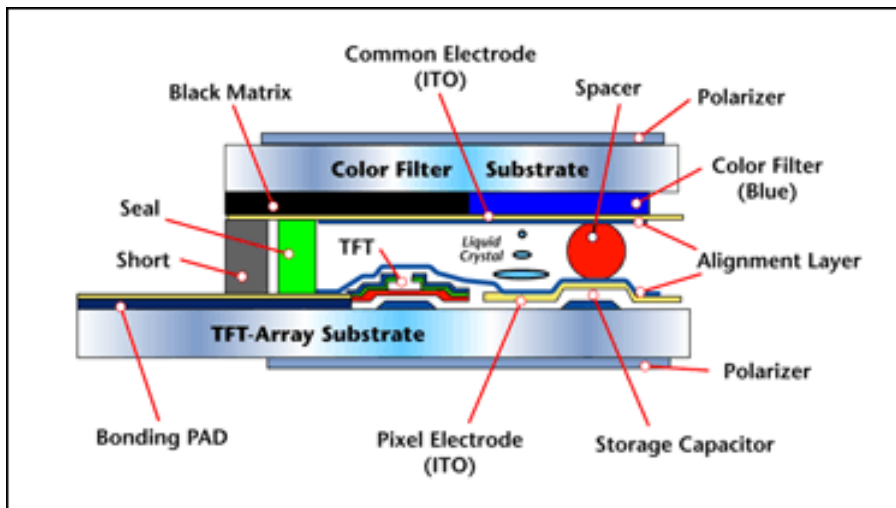 Common Electrode
(ITO)
Spacer
Black Matrix
Polarizer
Color Filter Substrate
Color Filter
(Blue)
Seal
TFT
Liquid
Crystal
Short
Alignment Layer
TFT-Array Substrate
Polarizer
Bonding PAD
Pixel Electrode
(ITO)
Storage Capacitor